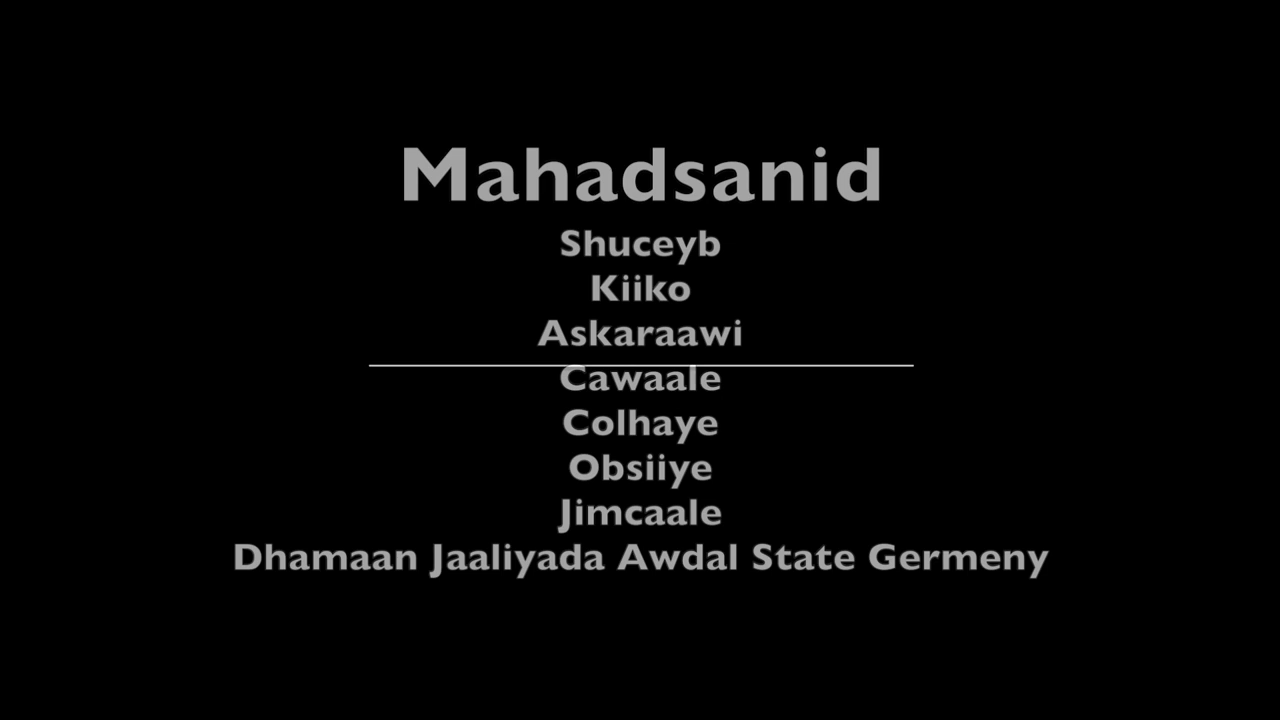 Mahadsanid
Shuceyb
Kiiko
Askaraawi
Cawaale
Colhaye
Obsiiye
Jimcaale
Dhamaan Jaaliyada Awdal State Germeny